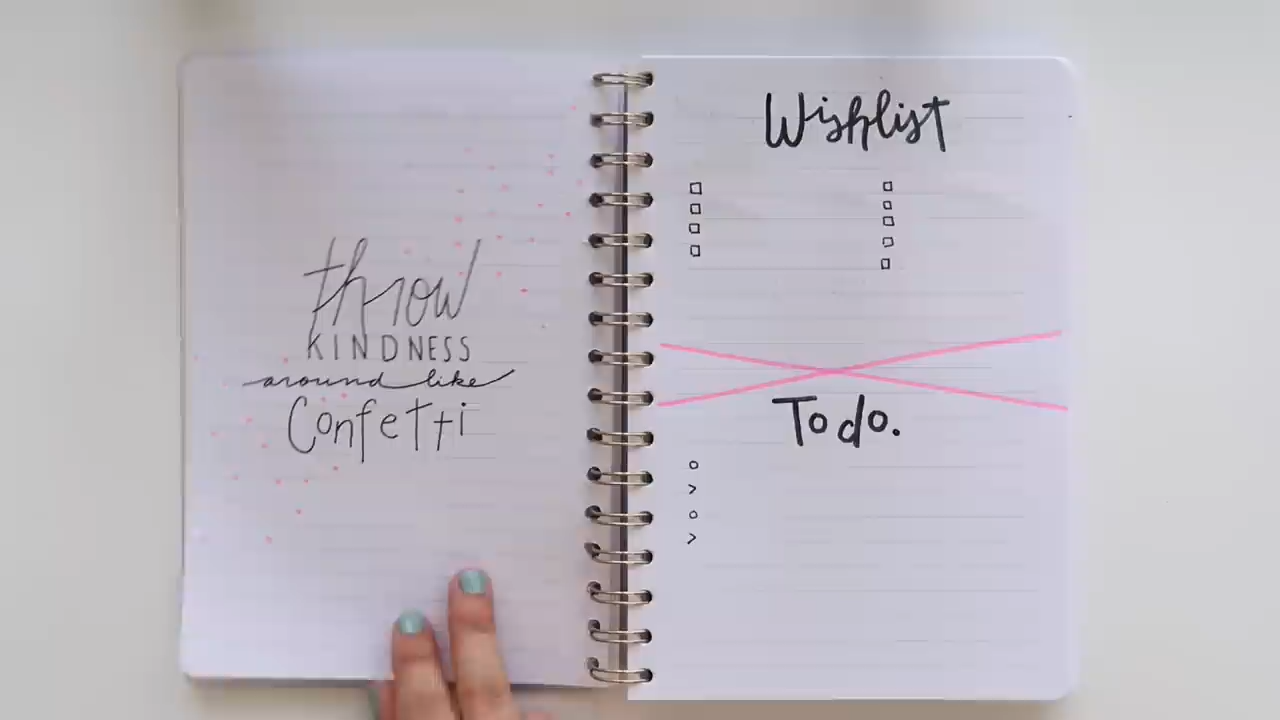 throw
KINDNESS
around like
Confetti
Wishlist
To do.